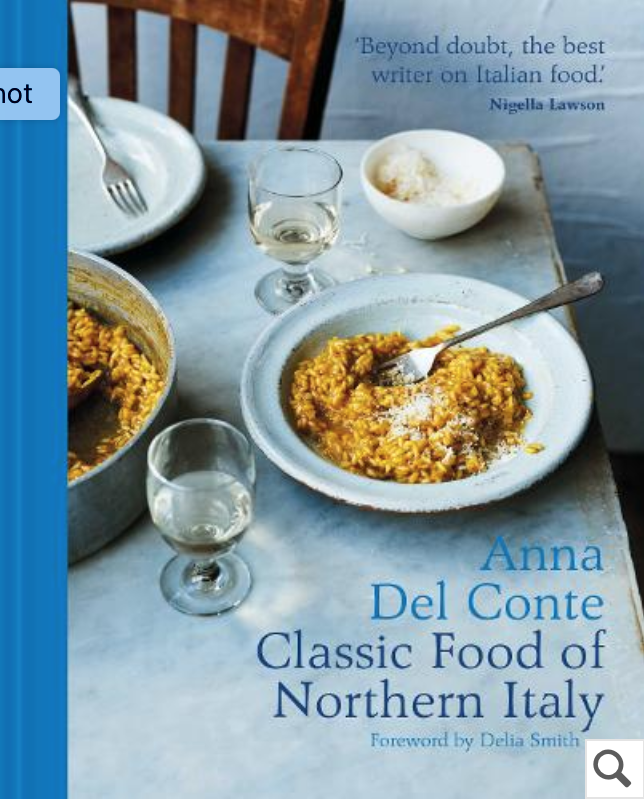 'Beyond doubt, the best
writer on Italian food.'
Nigella Lawson
not
Anna
Del Conte
Classic Food of
Northern Italy
Foreword by Delia Smith